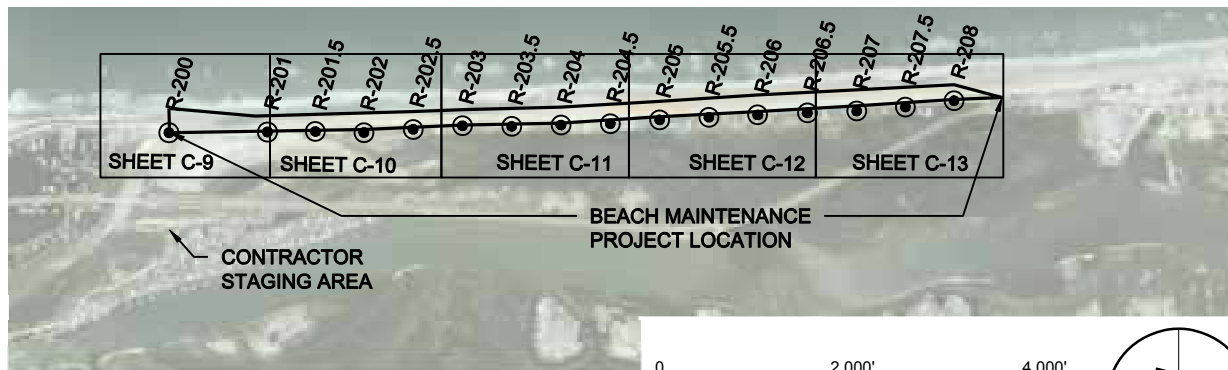 R-200
R-201
R-201.5
R-202
R-202.5
R-203
R-203.5
R-204
R-204.5
R-205
R-205.5
R-206
R-206.5
R-207
R-207.5
R-208
SHEET C-9
SHEET C-10
SHEET C-11
SHEET C-12
SHEET C-13
BEACH MAINTENANCE
PROJECT LOCATION
CONTRACTOR
STAGING AREA
0 2,000' 4,000'